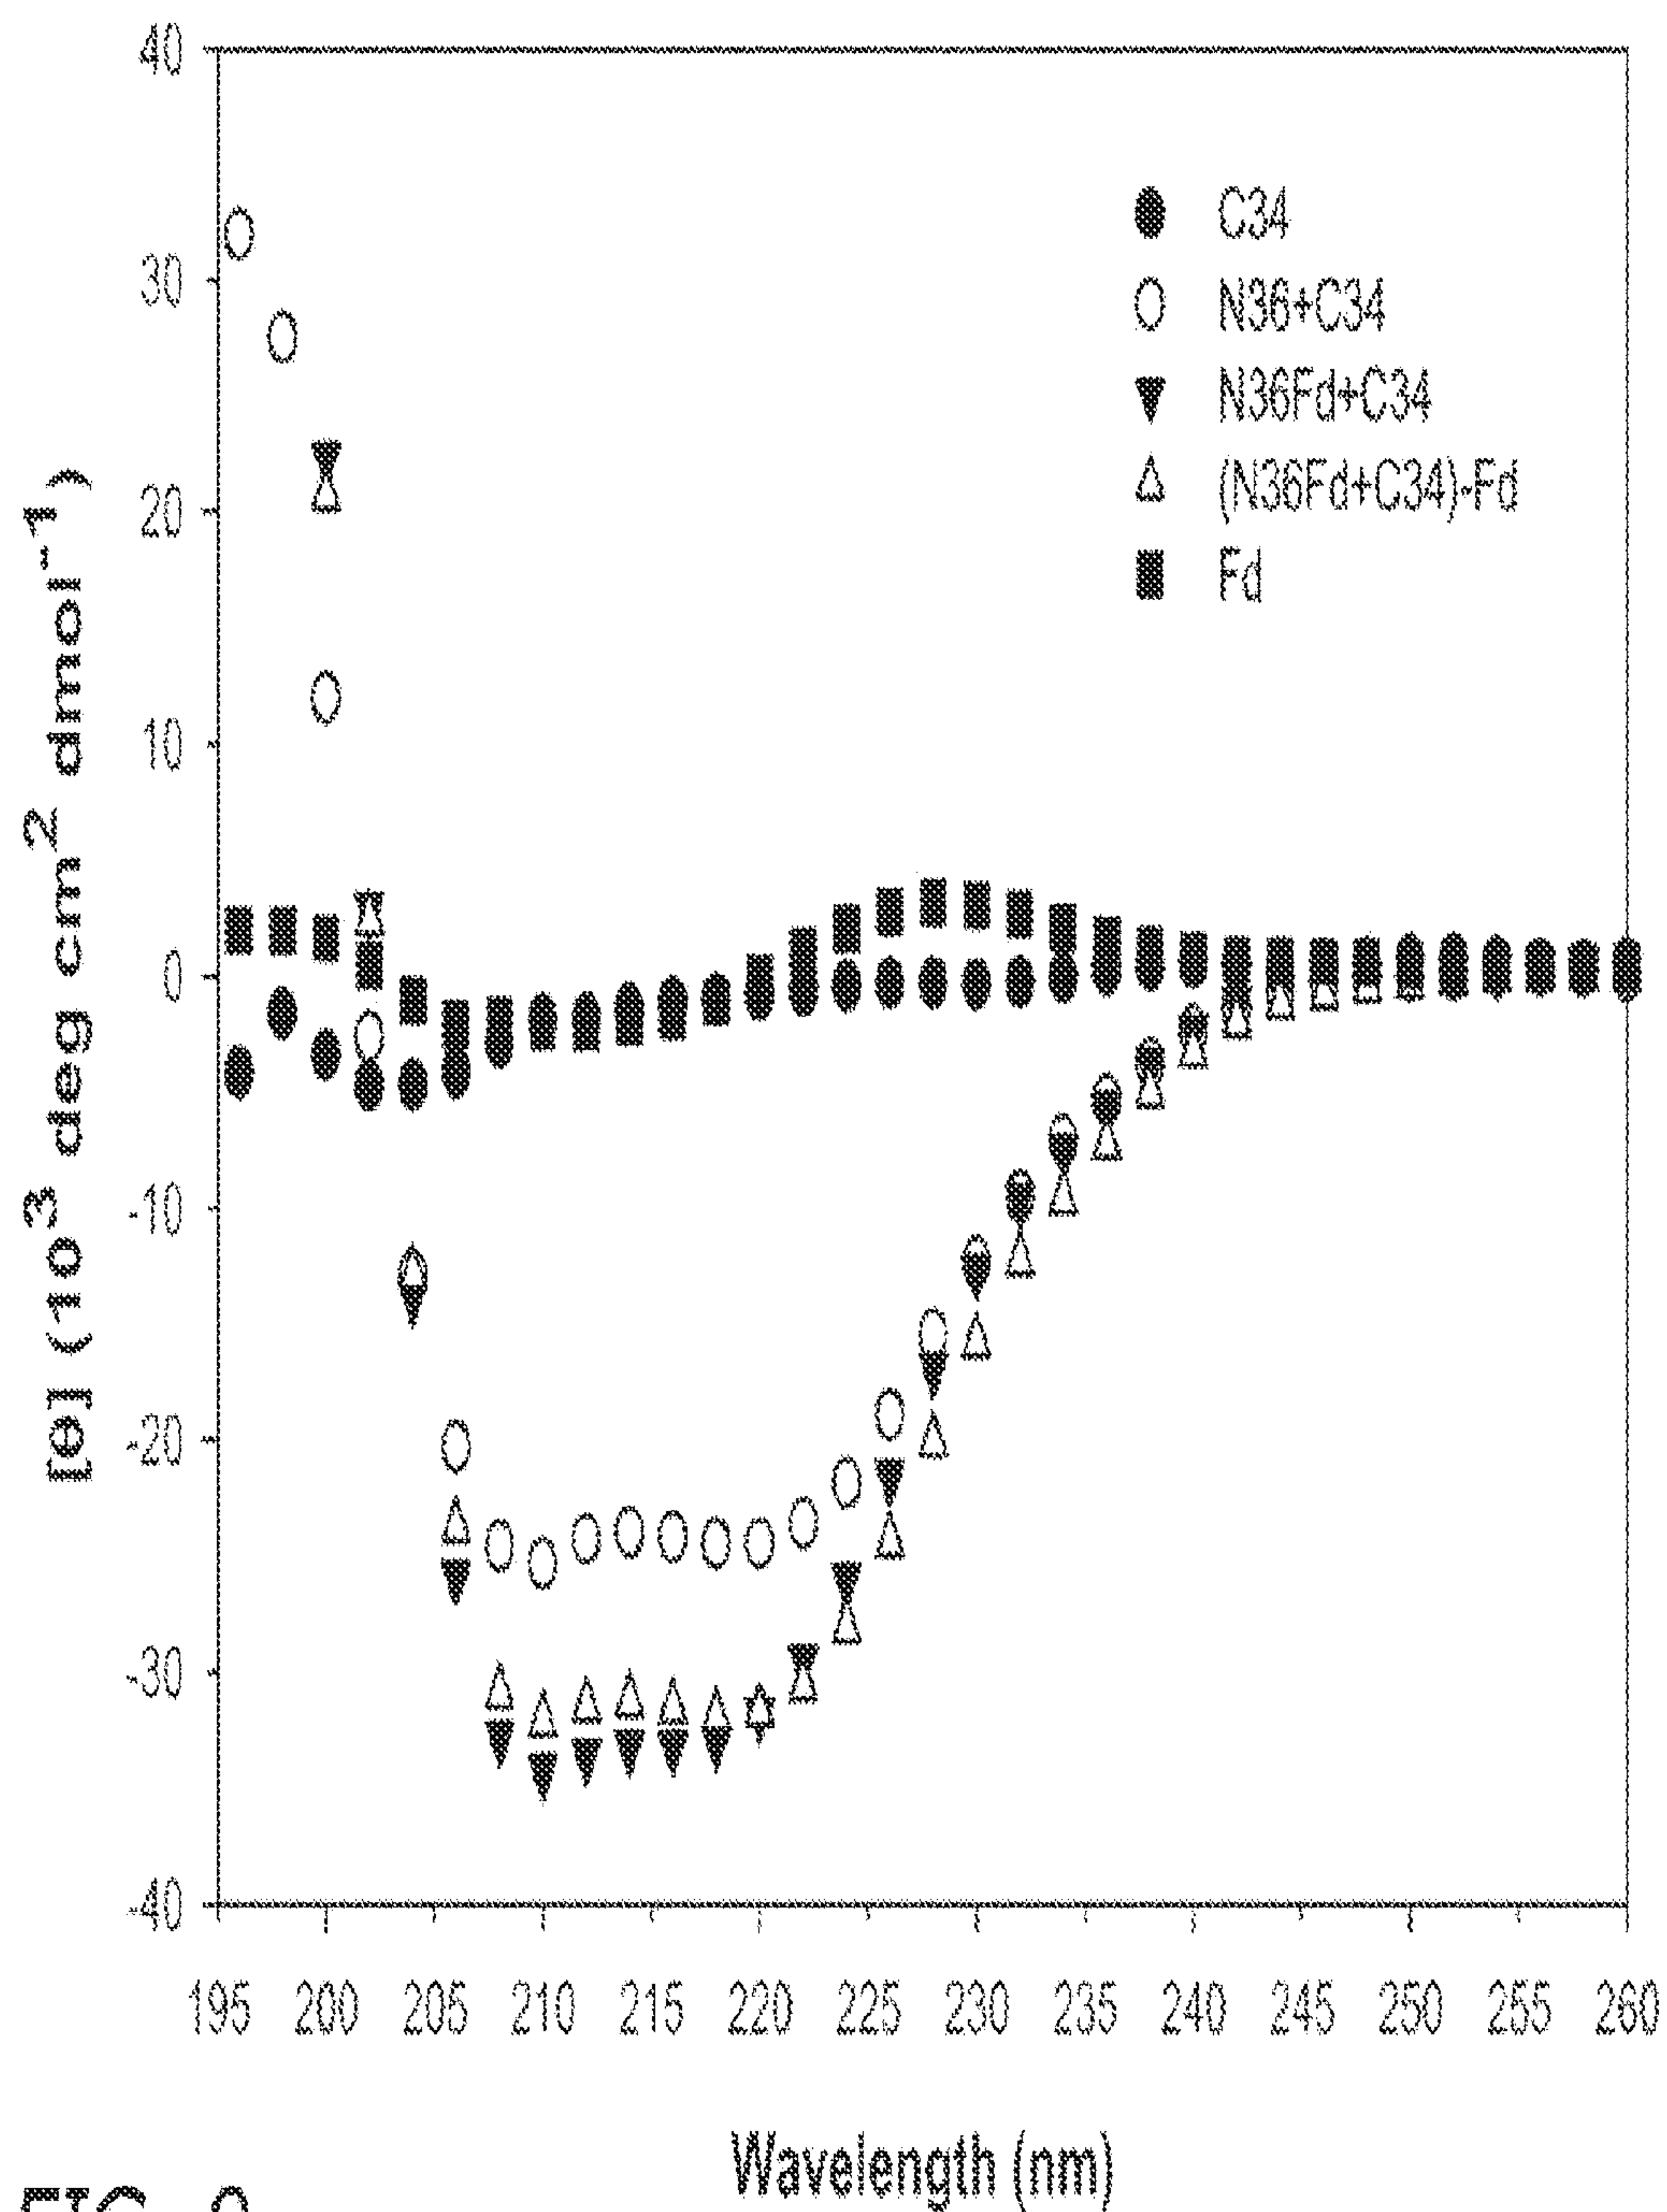 40
30
20
10
0
-10
-20
-30
-40
[θ] (10³ deg cm² dmol⁻¹)
C34
N36+C34
N36Fd+C34
(N36Fd+C34)-Fd
Fd
195 200 205 210 215 220 225 230 235 240 245 250 255 260
Wavelength (nm)